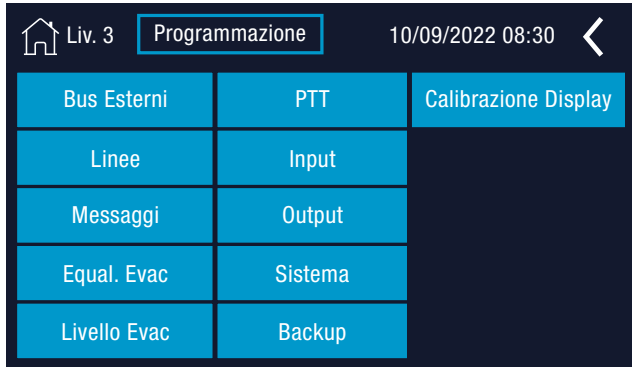 Liv. 3 Programmazione 10/09/2022 08:30
Bus Esterni PTT Calibrazione Display
Linee Input
Messaggi Output
Equal. Evac Sistema
Livello Evac Backup